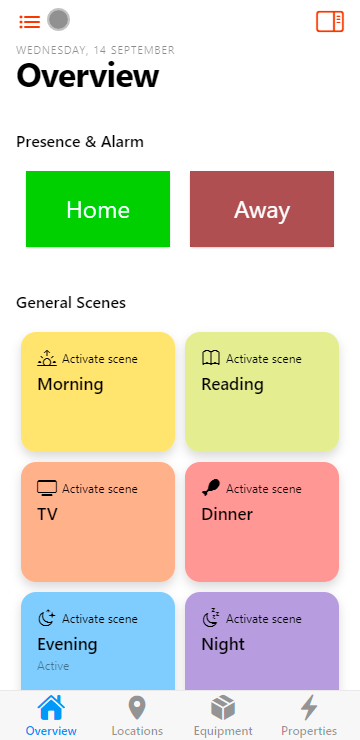 WEDNESDAY, 14 SEPTEMBER
Overview
Presence & Alarm
Home
Away
General Scenes
Activate scene
Morning
Activate scene
Reading
Activate scene
TV
Activate scene
Dinner
Activate scene
Evening
Active
Activate scene
Night
Overview
Locations
Equipment
Properties